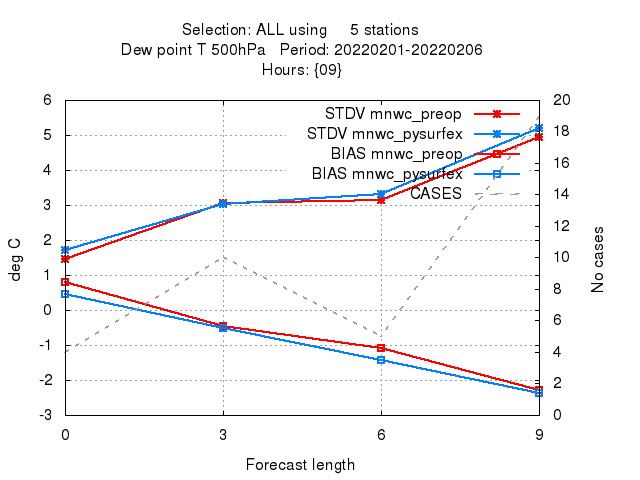 Selection: ALL using     5 stations
Dew point T 500hPa   Period: 20220201-20220206
Hours: {09}
STDV mnwc_preop
STDV mnwc_pysurfex
BIAS mnwc_preop
BIAS mnwc_pysurfex
CASES
6
5
4
3
2
1
0
-1
-2
-3
deg C
20
18
16
14
12
10
8
6
4
2
0
No cases
0 3 6 9
Forecast length